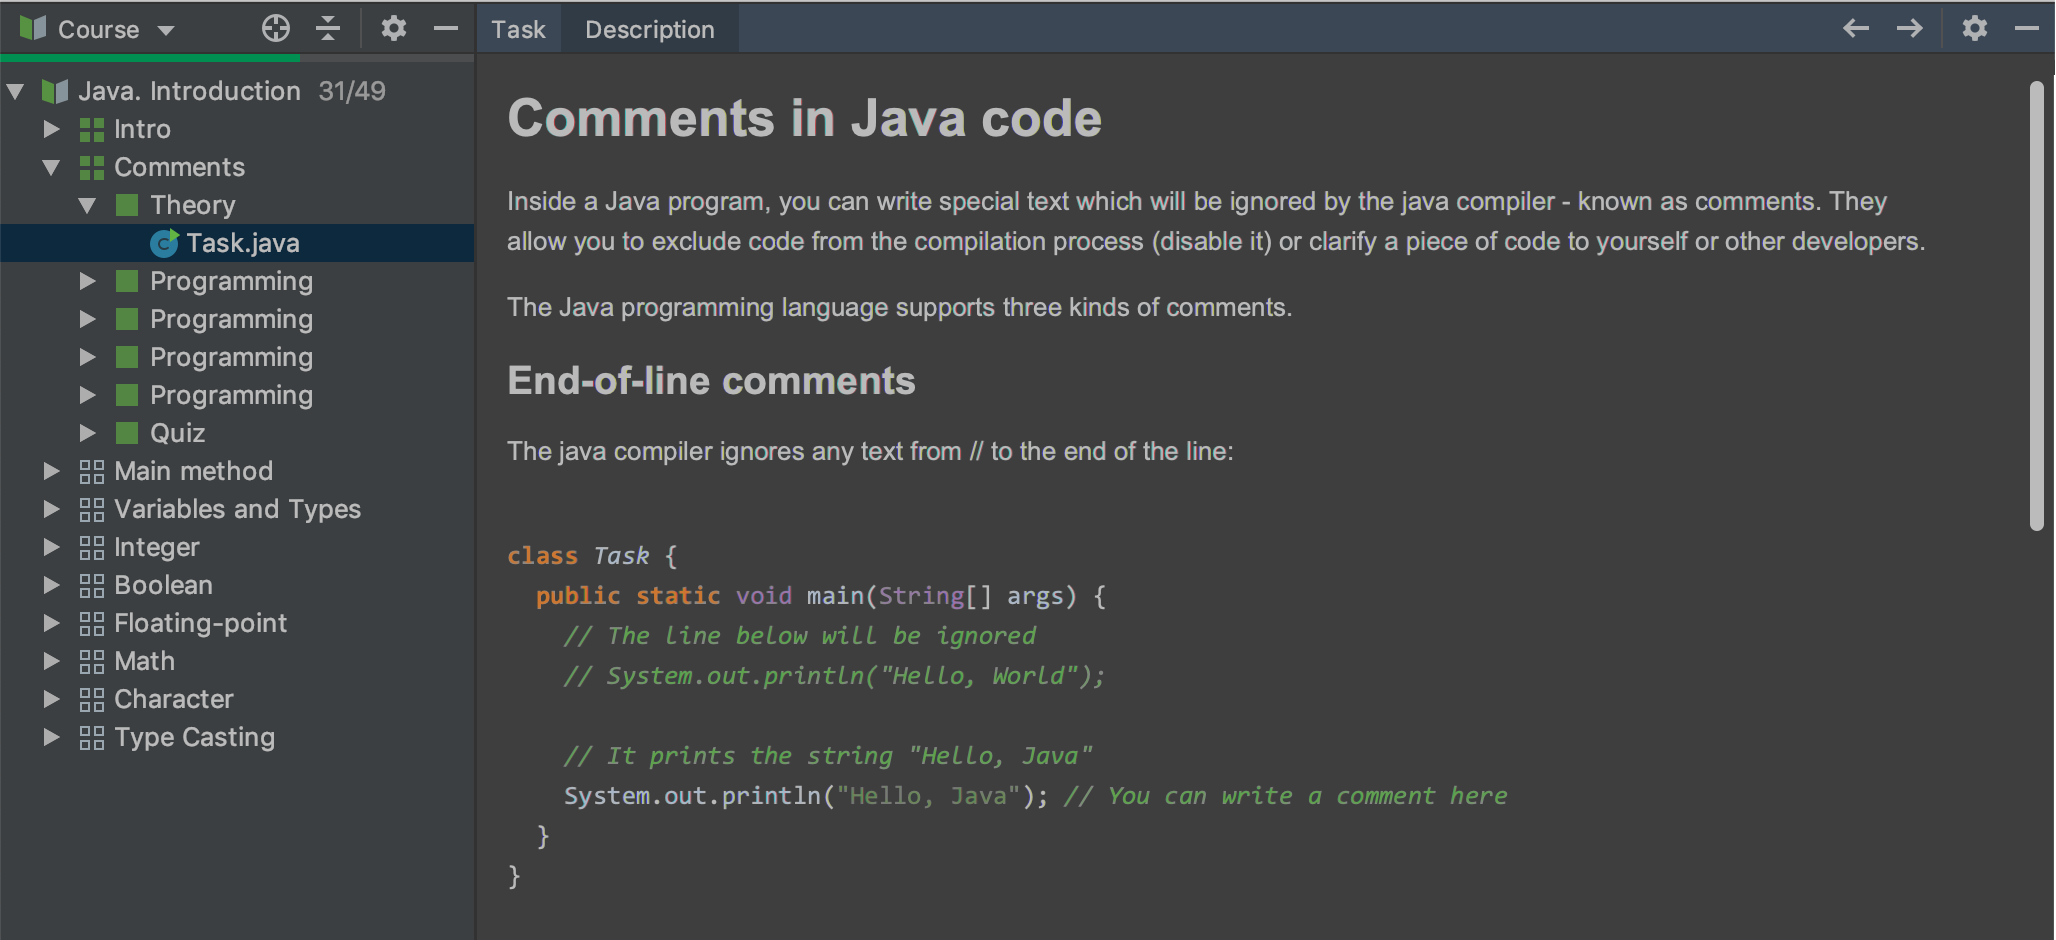 Course
Java. Introduction 31/49
Intro
Comments
Theory
Task.java
Programming
Programming
Programming
Programming
Quiz
Main method
Variables and Types
Integer
Boolean
Floating-point
Math
Character
Type Casting
Task Description
Comments in Java code
Inside a Java program, you can write special text which will be ignored by the java compiler - known as comments. They
allow you to exclude code from the compilation process (disable it) or clarify a piece of code to yourself or other developers.
The Java programming language supports three kinds of comments.
End-of-line comments
The java compiler ignores any text from // to the end of the line:
class Task {
  public static void main(String[] args) {
    // The line below will be ignored
    // System.out.println("Hello, World");
    // It prints the string "Hello, Java"
    System.out.println("Hello, Java"); // You can write a comment here
  }
}